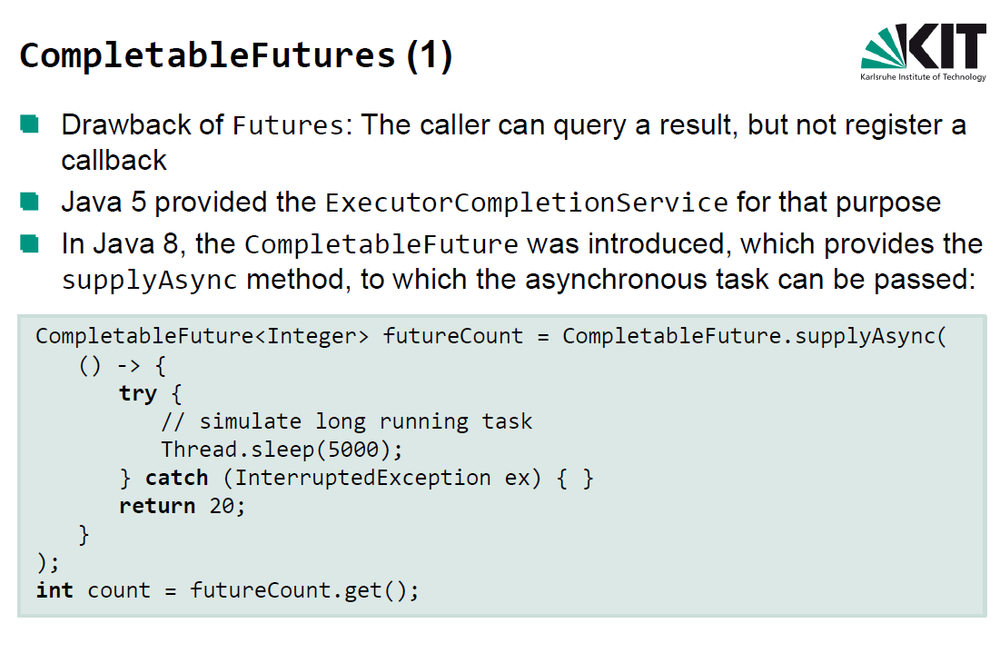 CompletableFutures (1)
KIT
Karlsruhe Institute of Technology
Drawback of Futures: The caller can query a result, but not register a
callback
Java 5 provided the ExecutorCompletionService for that purpose
In Java 8, the CompletableFuture was introduced, which provides the
supplyAsync method, to which the asynchronous task can be passed:
CompletableFuture<Integer> futureCount = CompletableFuture.supplyAsync(
() -> {
try {
// simulate long running task
Thread.sleep(5000);
} catch (InterruptedException ex) { }
return 20;
}
);
int count = futureCount.get();